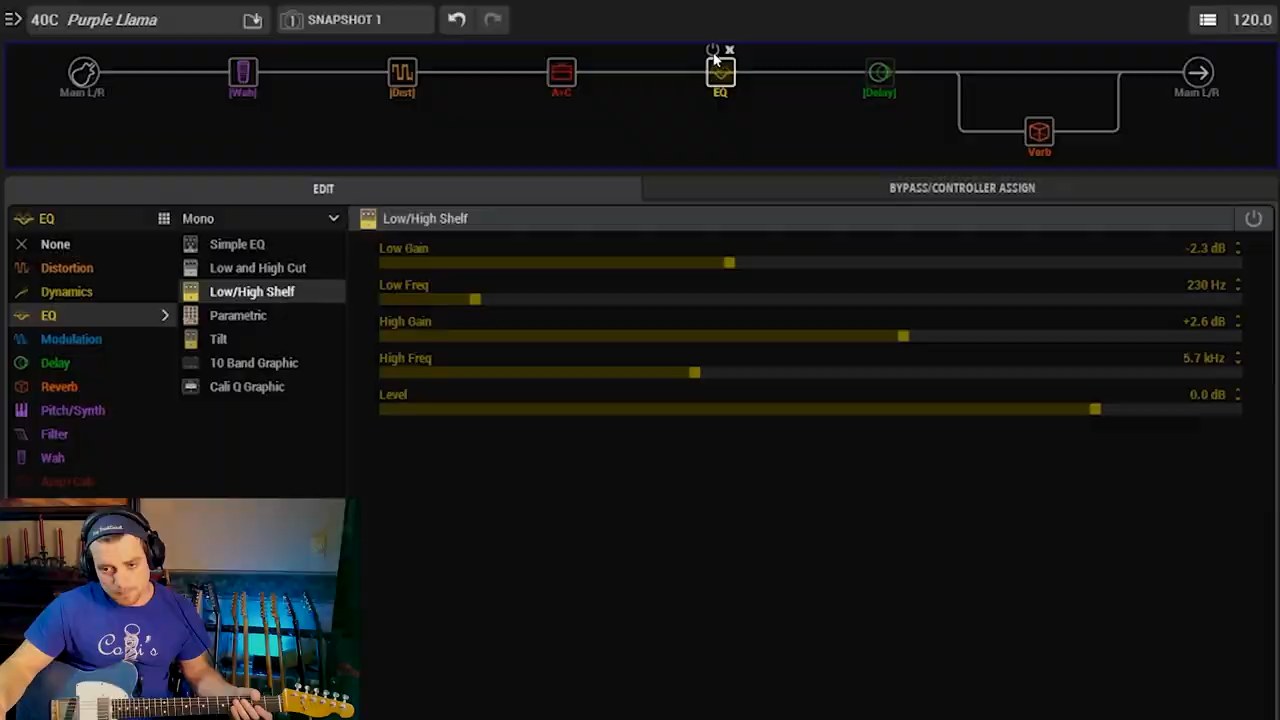 40C Purple Llama
SNAPSHOT 1
120.0
Main L/R
|Wah|
|Dist|
A+C
EQ
|Delay|
Main L/R
Verb
EDIT
BYPASS/CONTROLLER ASSIGN
EQ
Mono
Low/High Shelf
None
Distortion
Dynamics
EQ
Modulation
Delay
Reverb
Pitch/Synth
Filter
Wah
Amp+Cab
Simple EQ
Low and High Cut
Low/High Shelf
Parametric
Tilt
10 Band Graphic
Cali Q Graphic
Low Gain -2.3 dB
Low Freq 230 Hz
High Gain +2.6 dB
High Freq 5.7 kHz
Level 0.0 dB